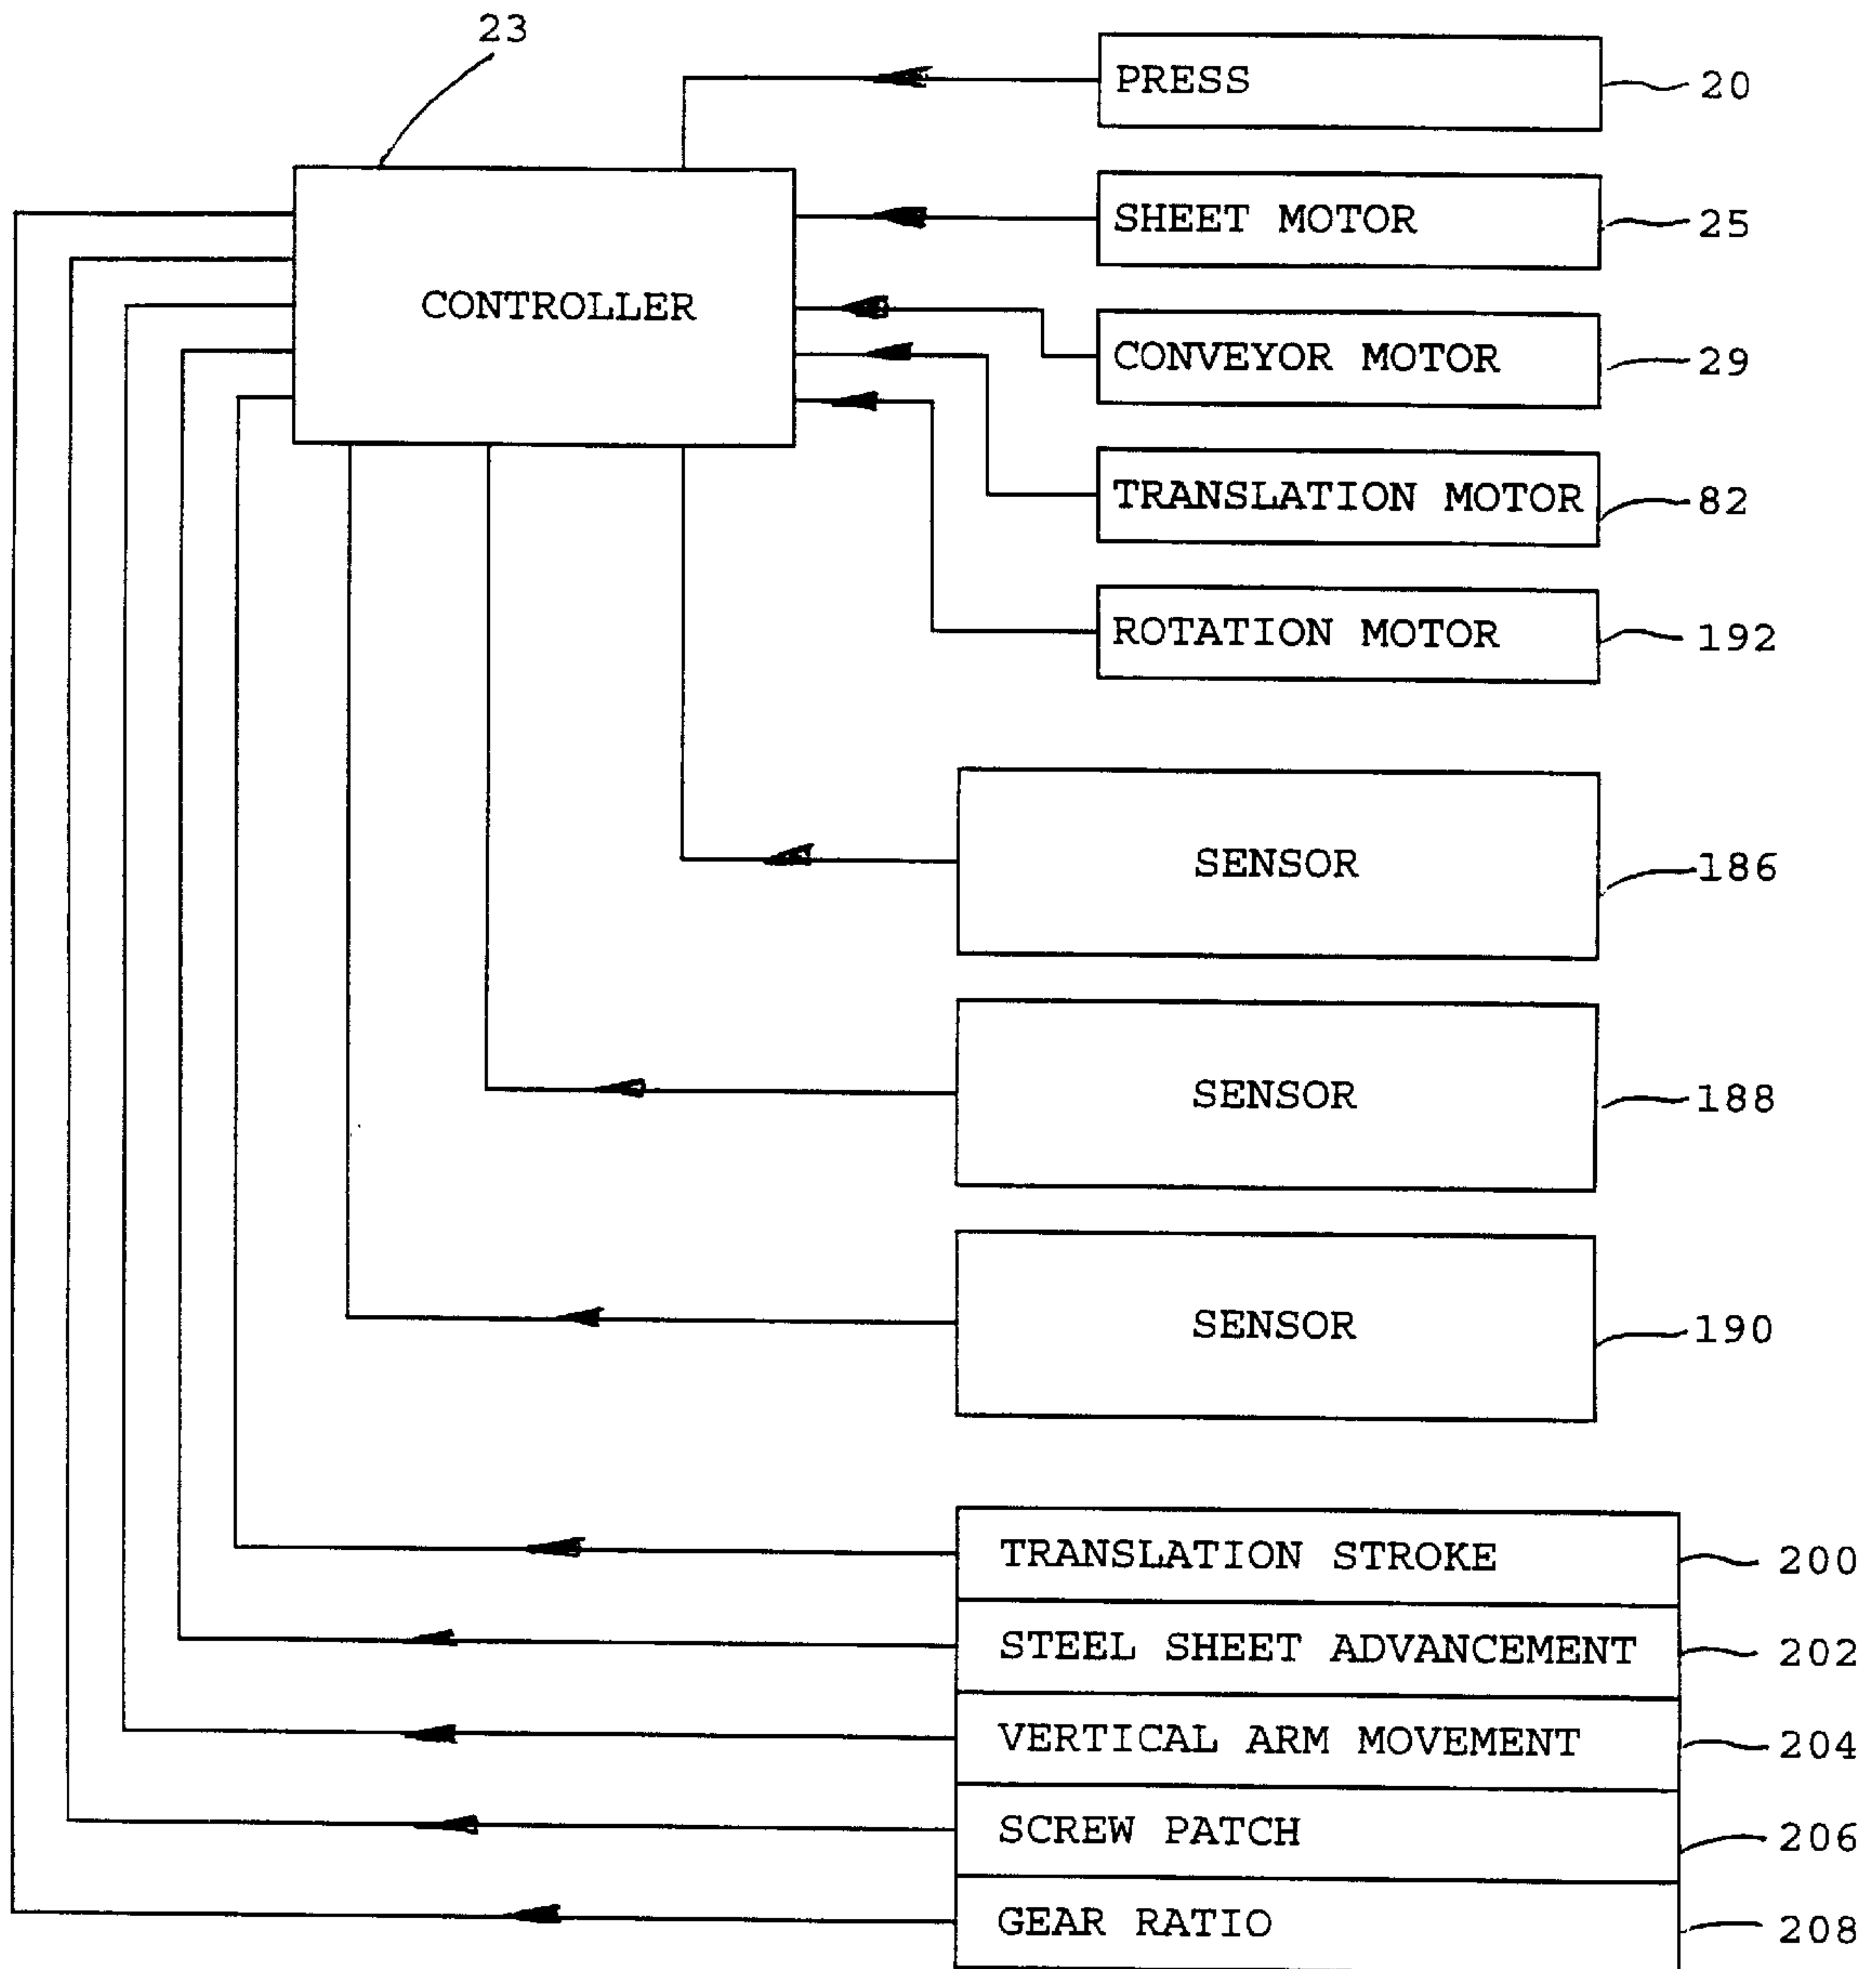 23
PRESS
20
SHEET MOTOR
25
CONTROLLER
CONVEYOR MOTOR
29
TRANSLATION MOTOR
82
ROTATION MOTOR
192
SENSOR
186
SENSOR
188
SENSOR
190
TRANSLATION STROKE
200
STEEL SHEET ADVANCEMENT
202
VERTICAL ARM MOVEMENT
204
SCREW PATCH
206
GEAR RATIO
208